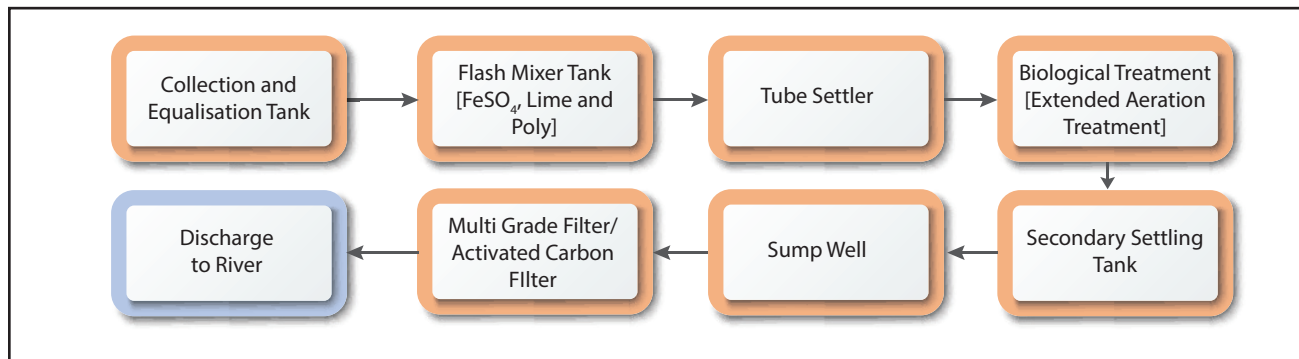 Collection and
Equalisation Tank
Flash Mixer Tank
[FeSO₄, Lime and
Poly]
Tube Settler
Biological Treatment
[Extended Aeration
Treatment]
Secondary Settling
Tank
Sump Well
Multi Grade Filter/
Activated Carbon
FIlter
Discharge
to River